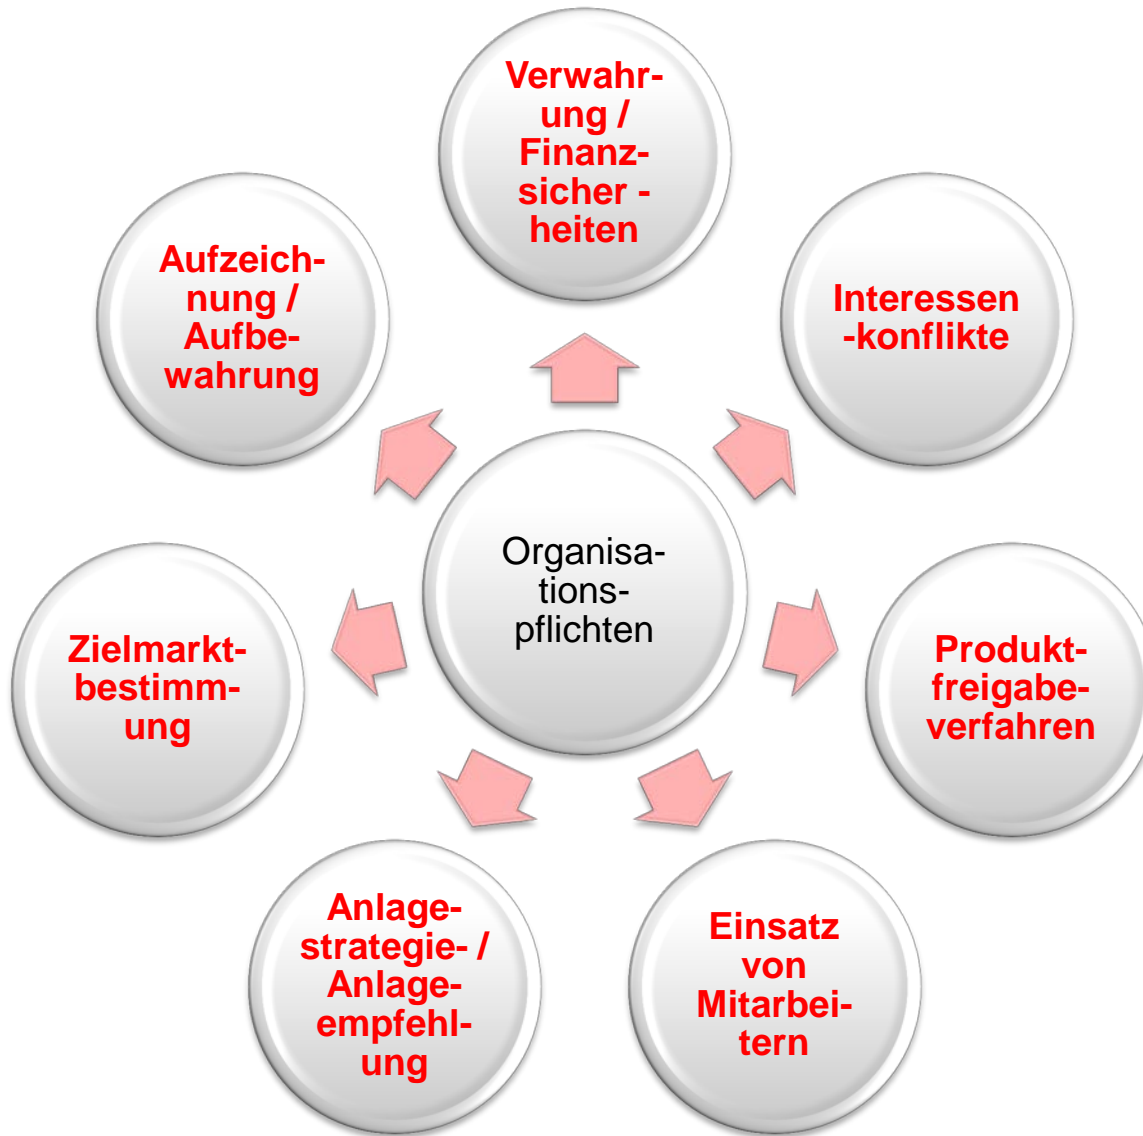 Verwahr-
ung /
Finanz-
sicher -
heiten
Aufzeich-
nung /
Aufbe-
wahrung
Interessen
-konflikte
Organisa-
tions-
pflichten
Zielmarkt-
bestimm-
ung
Produkt-
freigabe-
verfahren
Anlage-
strategie- /
Anlage-
empfehl-
ung
Einsatz
von
Mitarbei-
tern